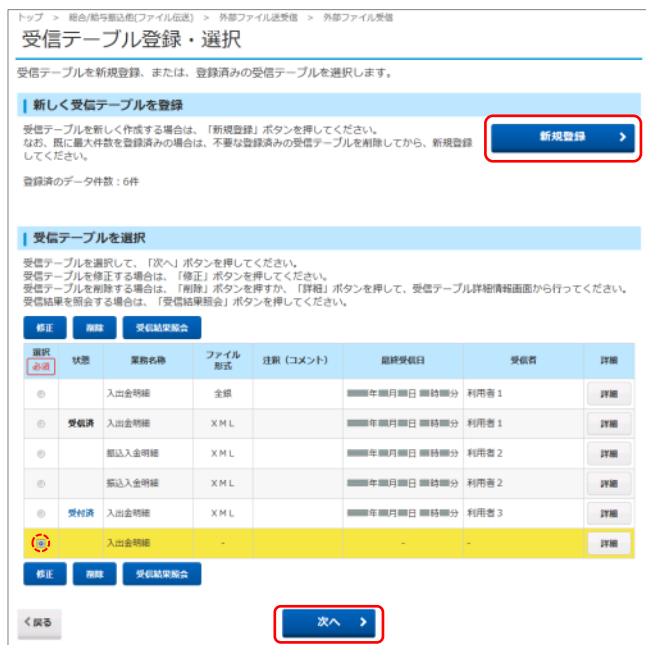 トップ > 総合/給与振込他(ファイル伝送) > 外部ファイル送受信 > 外部ファイル受信
受信テーブル登録・選択
受信テーブルを新規登録、または、登録済みの受信テーブルを選択します。
新しく受信テーブルを登録
受信テーブルを新しく作成する場合は、「新規登録」ボタンを押してください。
なお、既に最大件数を登録済みの場合は、不要な登録済みの受信テーブルを削除してから、新規登録
してください。
新規登録 >
登録済のデータ件数：6件
受信テーブルを選択
受信テーブルを選択して、「次へ」ボタンを押してください。
受信テーブルを修正する場合は、「修正」ボタンを押してください。
受信テーブルを削除する場合は、「削除」ボタンを押すか、「詳細」ボタンを押して、受信テーブル詳細情報画面から行ってください。
受信結果を照会する場合は、「受信結果照会」ボタンを押してください。
修正 削除 受信結果照会
選択 必須 状態 業務名称 ファイル形式 注釈（コメント） 最終受信日 受信者 詳細
入出金明細 全銀 年 月 日 時 分 利用者１ 詳細
受信済 入出金明細 ＸＭＬ 年 月 日 時 分 利用者１ 詳細
振込入金明細 ＸＭＬ 年 月 日 時 分 利用者２ 詳細
振込入金明細 ＸＭＬ 年 月 日 時 分 利用者２ 詳細
受付済 入出金明細 ＸＭＬ 年 月 日 時 分 利用者３ 詳細
入出金明細 - - - 詳細
修正 削除 受信結果照会
< 戻る 次へ >